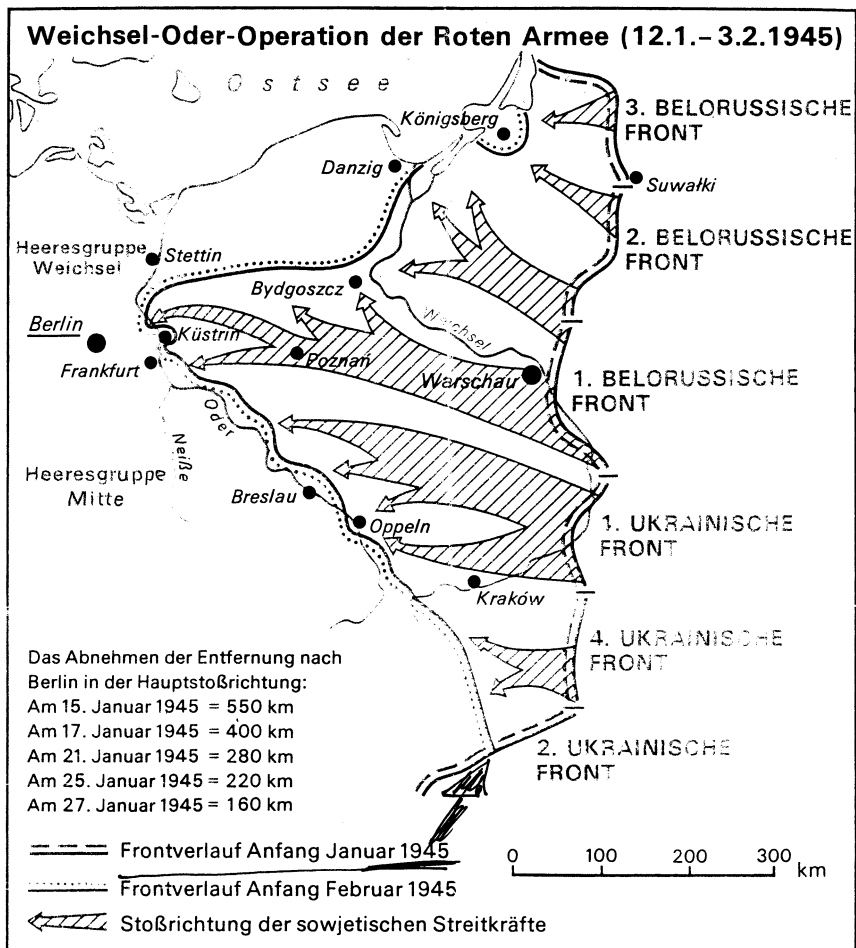 Weichsel-Oder-Operation der Roten Armee (12.1.–3.2.1945)
Ostsee
Königsberg
3. BELORUSSISCHE
FRONT
Danzig
Suwałki
2. BELORUSSISCHE
FRONT
Heeresgruppe
Weichsel
Stettin
Bydgoszcz
Weichsel
Berlin
Küstrin
Frankfurt
Poznań
Warschau
1. BELORUSSISCHE
FRONT
Oder
Neiße
Heeresgruppe
Mitte
Breslau
Oppeln
1. UKRAINISCHE
FRONT
Kraków
4. UKRAINISCHE
FRONT
2. UKRAINISCHE
FRONT
Das Abnehmen der Entfernung nach
Berlin in der Hauptstoßrichtung:
Am 15. Januar 1945 = 550 km
Am 17. Januar 1945 = 400 km
Am 21. Januar 1945 = 280 km
Am 25. Januar 1945 = 220 km
Am 27. Januar 1945 = 160 km
Frontverlauf Anfang Januar 1945
Frontverlauf Anfang Februar 1945
Stoßrichtung der sowjetischen Streitkräfte
0 100 200 300 km